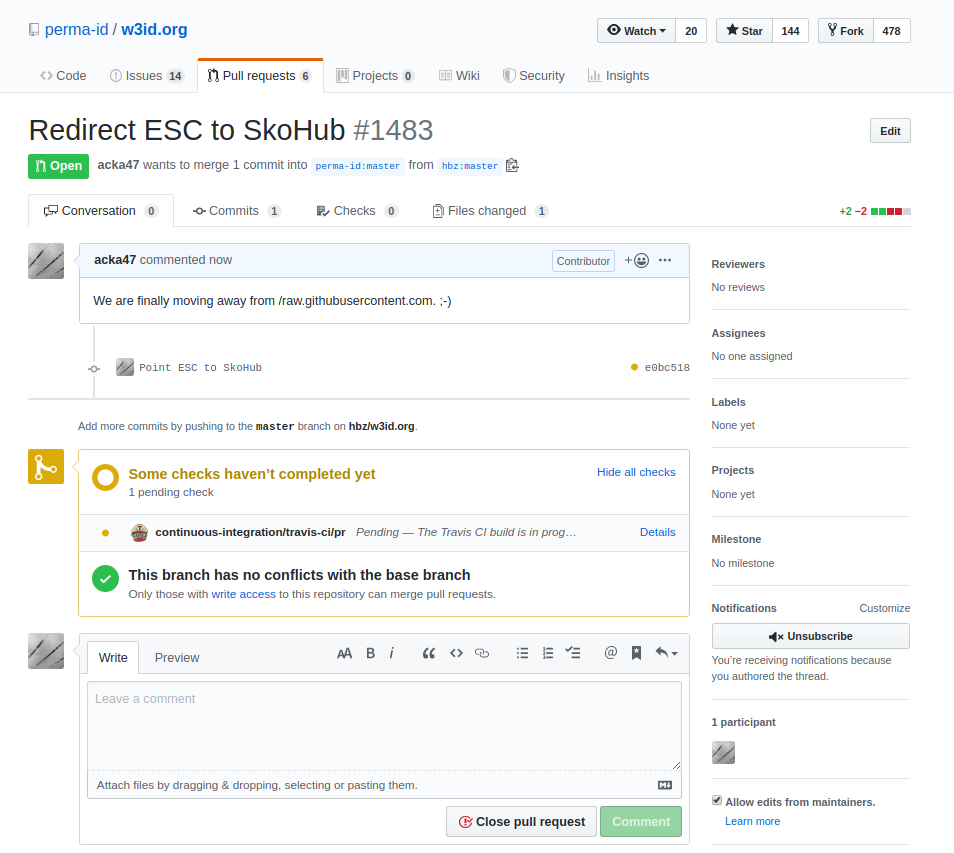 perma-id / w3id.org
Watch 20 Star 144 Fork 478
Code Issues 14 Pull requests 6 Projects 0 Wiki Security Insights
Redirect ESC to SkoHub #1483
Edit
Open acka47 wants to merge 1 commit into perma-id:master from hbz:master
Conversation 0 Commits 1 Checks 0 Files changed 1 +2 −2
acka47 commented now Contributor
We are finally moving away from /raw.githubusercontent.com. ;-)
Point ESC to SkoHub e0bc518
Add more commits by pushing to the master branch on hbz/w3id.org.
Some checks haven’t completed yet Hide all checks
1 pending check
continuous-integration/travis-ci/pr Pending — The Travis CI build is in prog… Details
This branch has no conflicts with the base branch
Only those with write access to this repository can merge pull requests.
Write Preview AA B i @
Leave a comment
Attach files by dragging & dropping, selecting or pasting them.
Close pull request Comment
Reviewers
No reviews
Assignees
No one assigned
Labels
None yet
Projects
None yet
Milestone
No milestone
Notifications Customize
Unsubscribe
You’re receiving notifications because
you authored the thread.
1 participant
Allow edits from maintainers.
Learn more